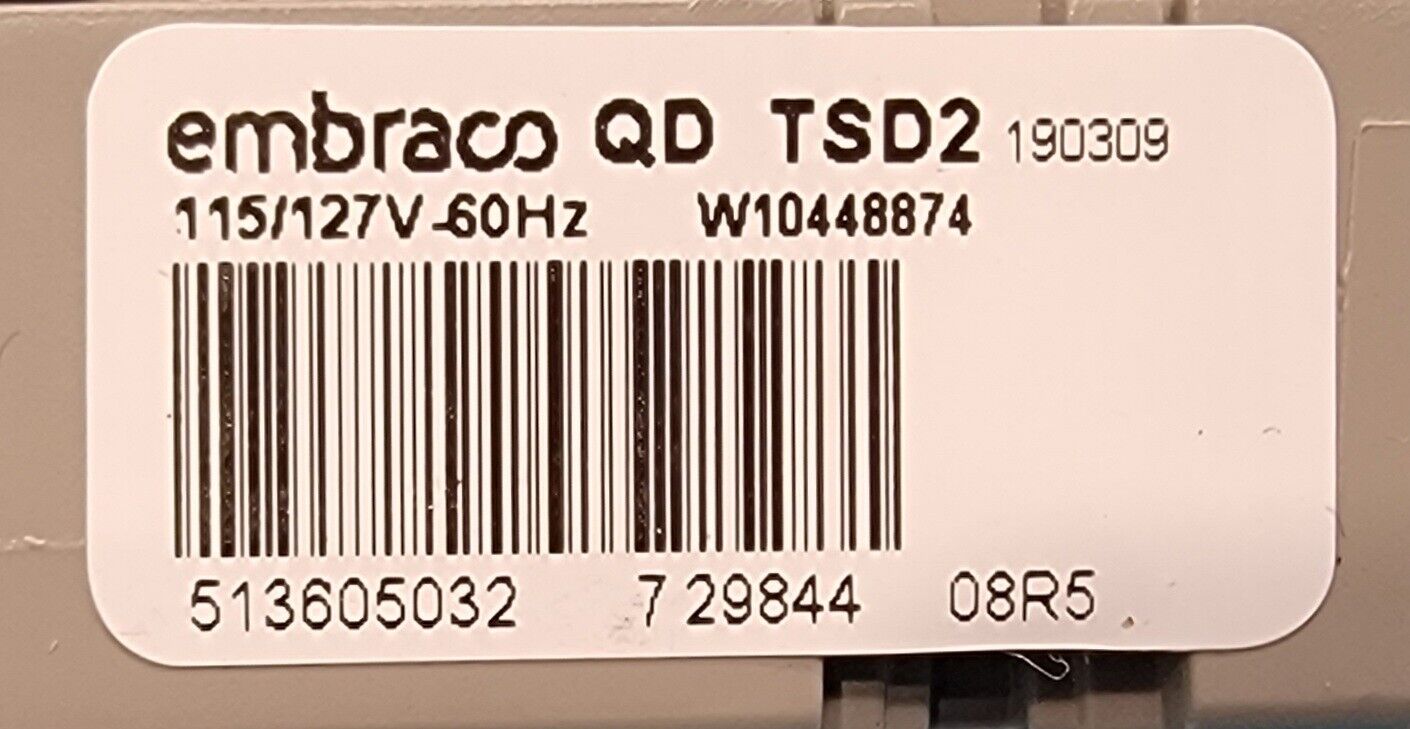 embraco QD TSD2 190309
115/127V-60Hz W10448874
513605032 7 29844 08R5